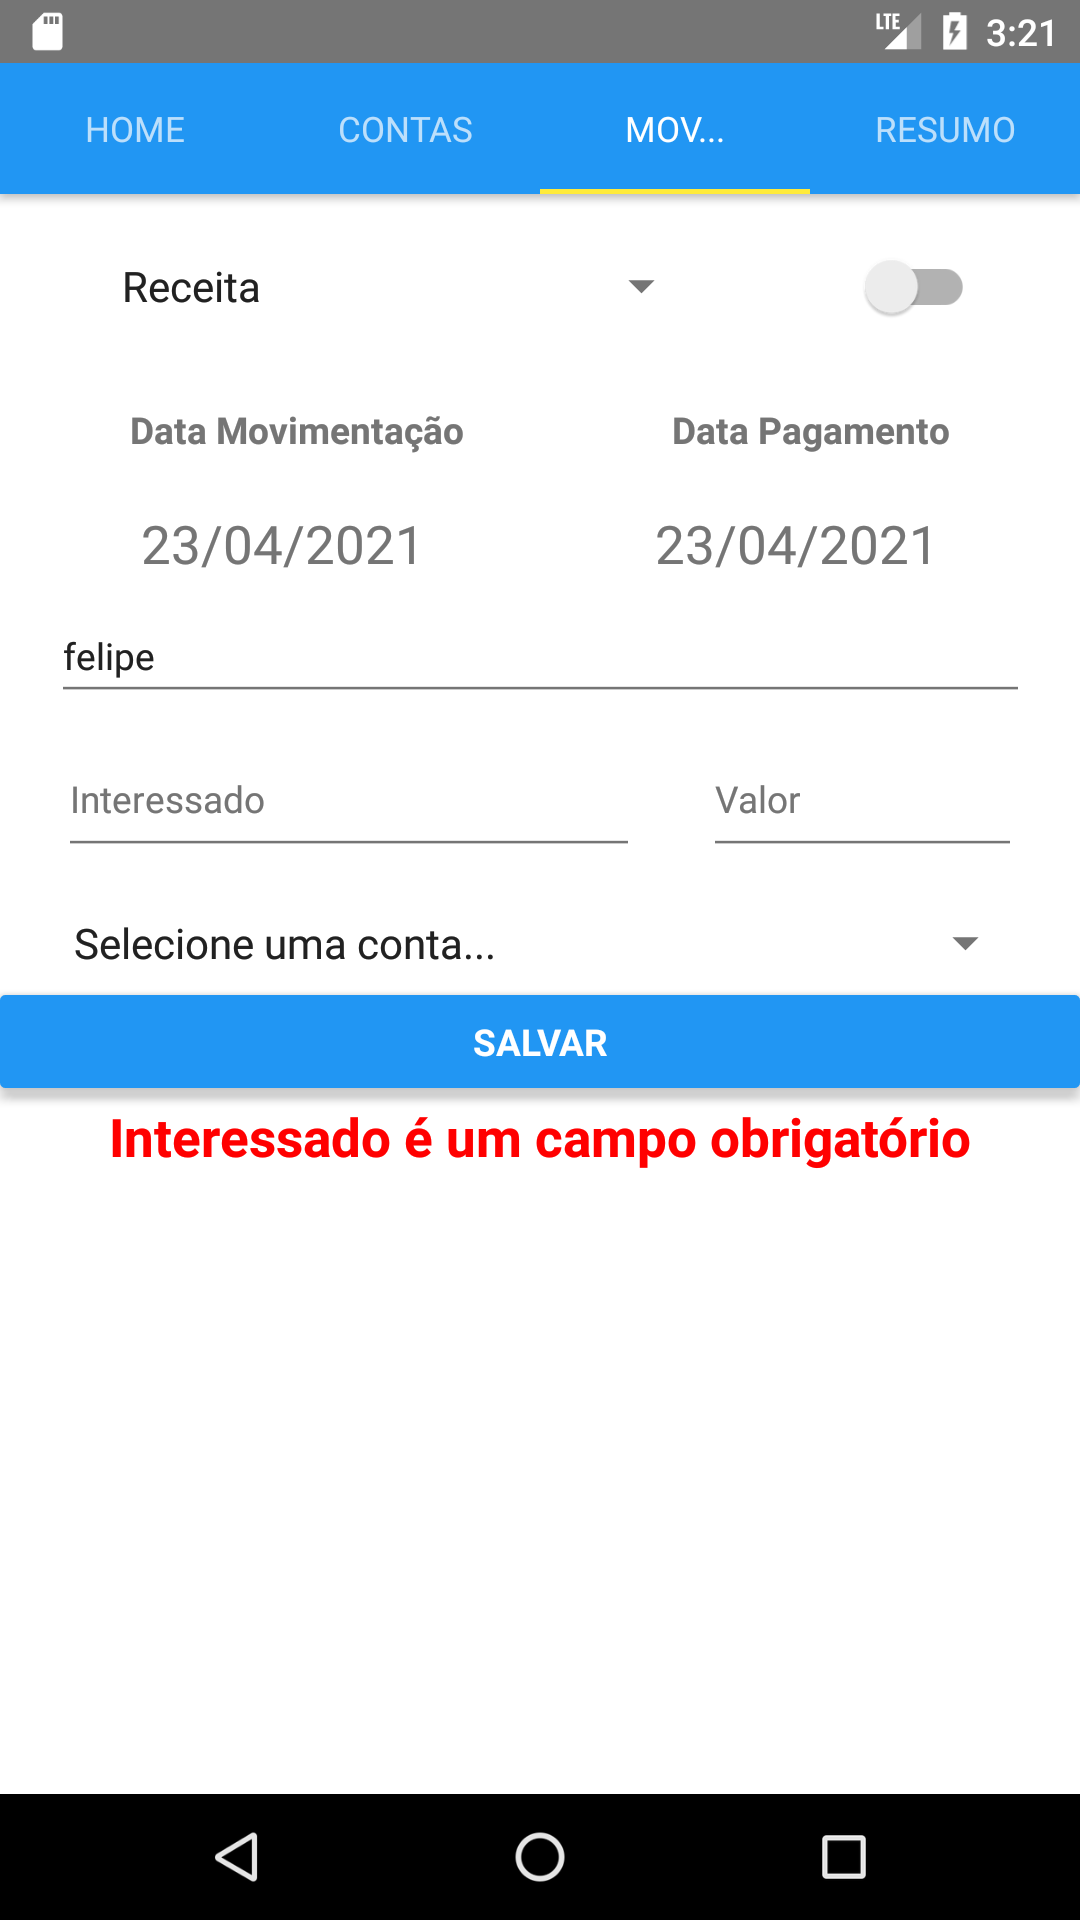 LTE 3:21
HOME CONTAS MOV... RESUMO
Receita
Data Movimentação Data Pagamento
23/04/2021 23/04/2021
felipe
Interessado Valor
Selecione uma conta...
SALVAR
Interessado é um campo obrigatório